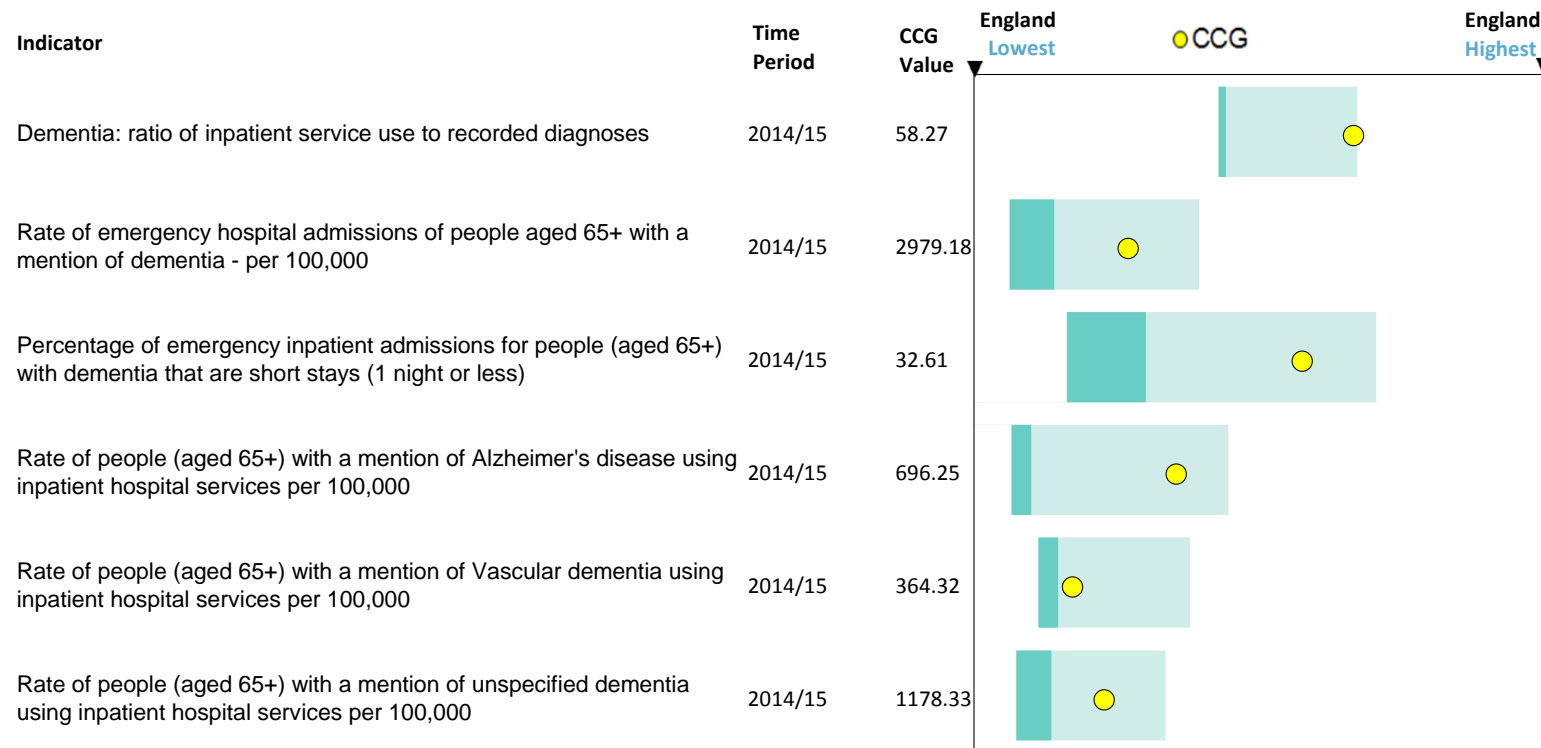 Indicator
Time
Period
CCG
Value
England
Lowest
CCG
England
Highest
Dementia: ratio of inpatient service use to recorded diagnoses
2014/15
58.27
Rate of emergency hospital admissions of people aged 65+ with a
mention of dementia - per 100,000
2014/15
2979.18
Percentage of emergency inpatient admissions for people (aged 65+)
with dementia that are short stays (1 night or less)
2014/15
32.61
Rate of people (aged 65+) with a mention of Alzheimer's disease using
inpatient hospital services per 100,000
2014/15
696.25
Rate of people (aged 65+) with a mention of Vascular dementia using
inpatient hospital services per 100,000
2014/15
364.32
Rate of people (aged 65+) with a mention of unspecified dementia
using inpatient hospital services per 100,000
2014/15
1178.33